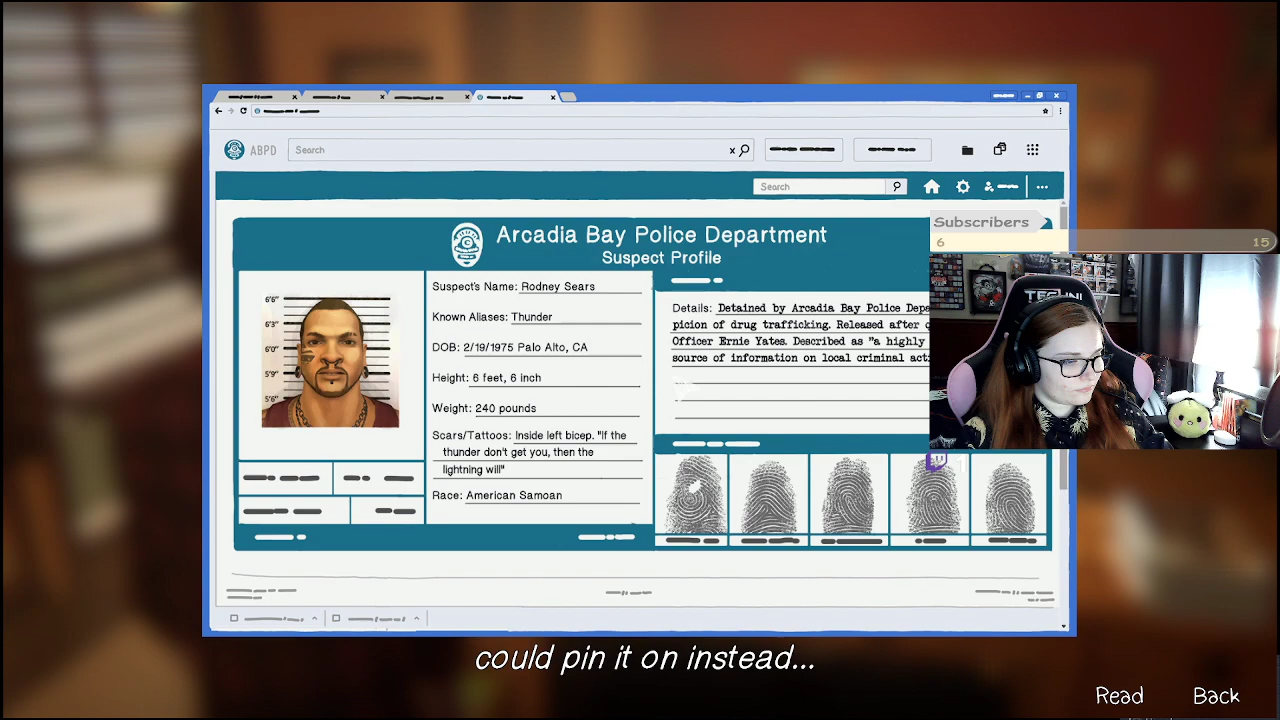 ABPD
Search
x
Search
Subscribers
6 15
Arcadia Bay Police Department
Suspect Profile
6'6"
6'3"
6'0"
5'9"
5'6"
Suspect's Name: Rodney Sears
Known Aliases: Thunder
DOB: 2/19/1975 Palo Alto, CA
Height: 6 feet, 6 inch
Weight: 240 pounds
Scars/Tattoos: Inside left bicep. "If the
thunder don't get you, then the
lightning will"
Race: American Samoan
Details: Detained by Arcadia Bay Police
picion of drug trafficking. Released after
Officer Ernie Yates. Described as "a highly
source of information on local criminal
TECHNI
could pin it on instead...
Read Back